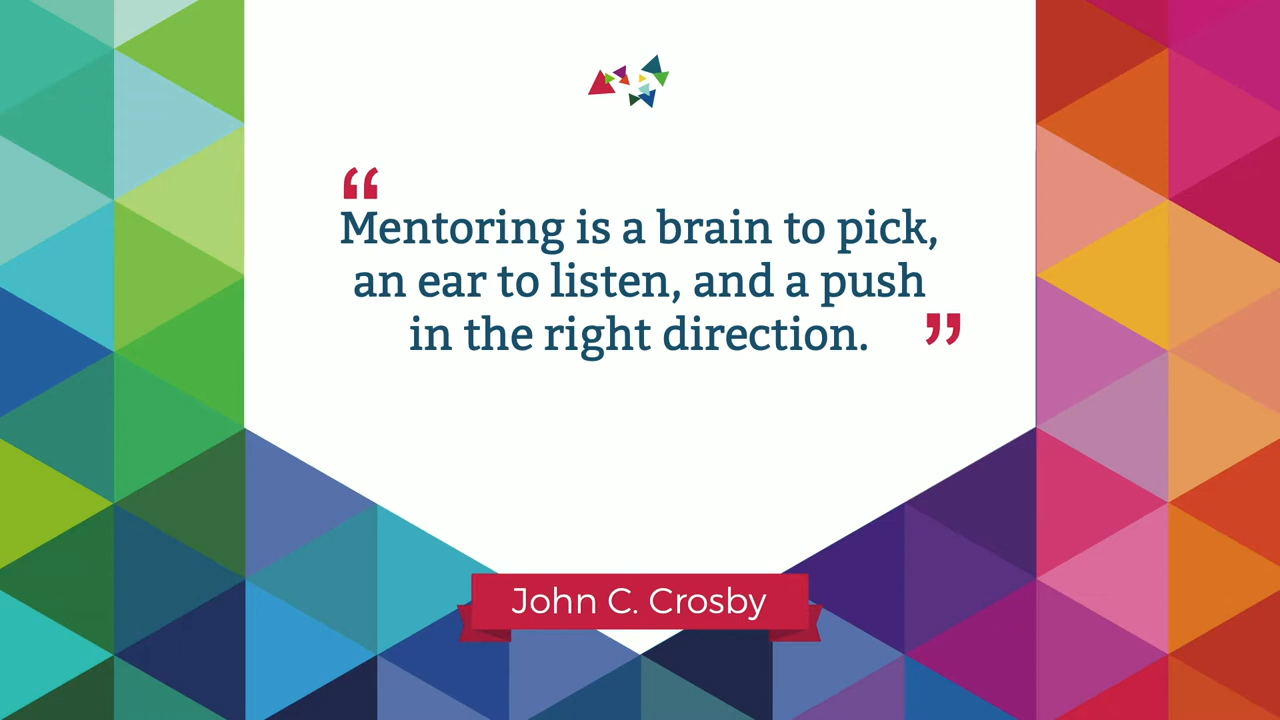 “Mentoring is a brain to pick,
an ear to listen, and a push
in the right direction.”
John C. Crosby